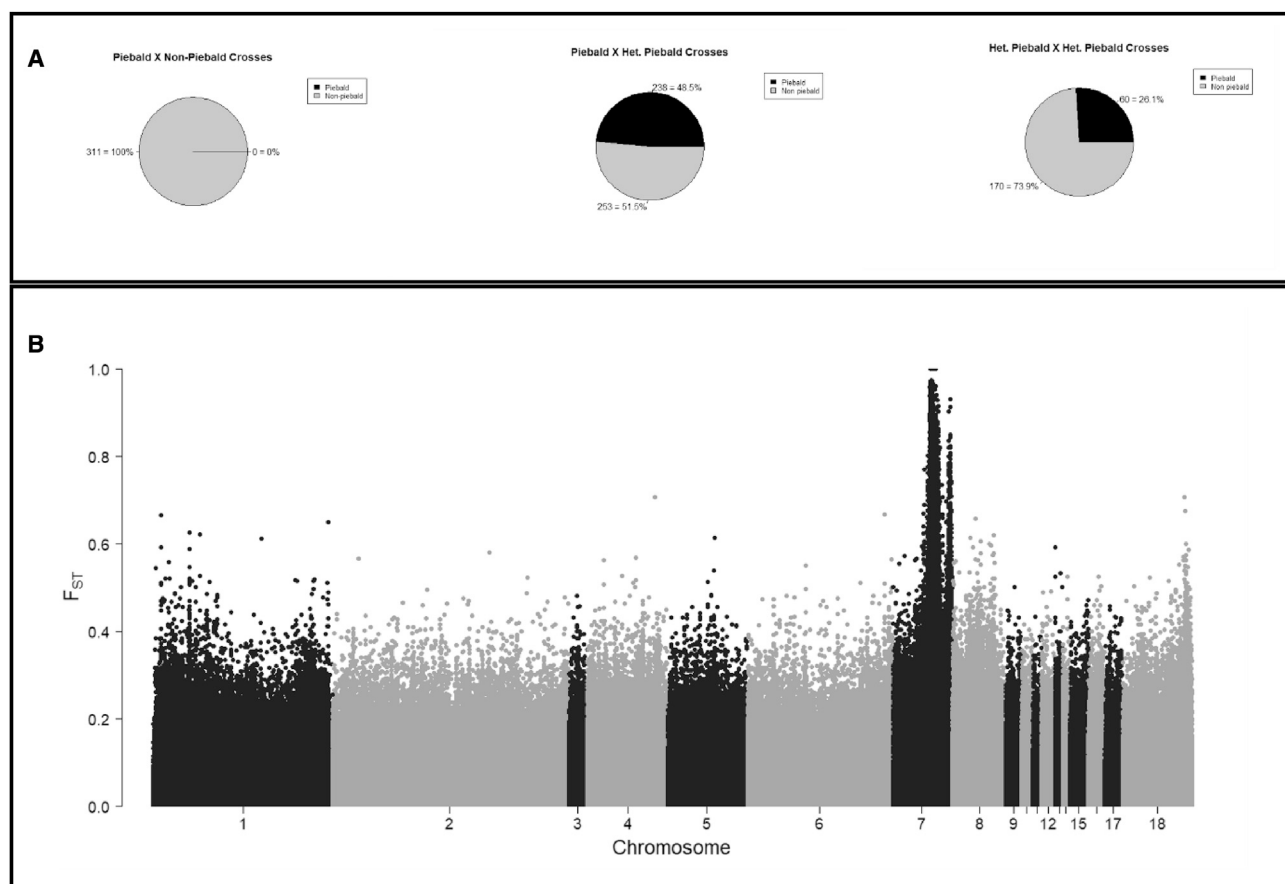 A
Piebald X Non-Piebald Crosses
Piebald
Non-piebald
311 = 100%
0 = 0%
Piebald X Het. Piebald Crosses
Piebald
Non piebald
238 = 48.5%
253 = 51.5%
Het. Piebald X Het. Piebald Crosses
Piebald
Non piebald
60 = 26.1%
170 = 73.9%
B
1.0
0.8
0.6
0.4
0.2
0.0
FST
1 2 3 4 5 6 7 8 9 12 15 17 18
Chromosome